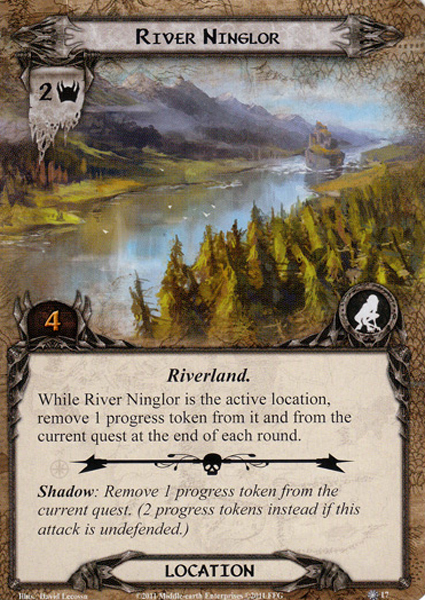 River Ninglor
2
4
Riverland.
While River Ninglor is the active location,
remove 1 progress token from it and from the
current quest at the end of each round.
Shadow: Remove 1 progress token from the
current quest. (2 progress tokens instead if this
attack is undefended.)
LOCATION
Illus. David Lecossu
©2011 Middle-earth Enterprises ©2011 FFG
17